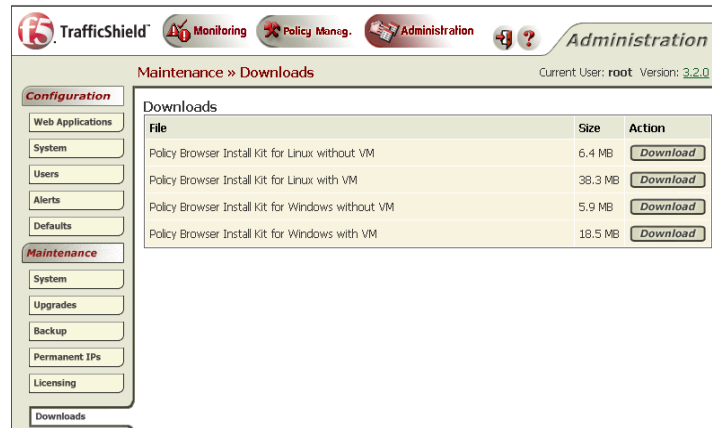 f5 TrafficShield Monitoring Policy Manag. Administration ? Administration
Maintenance » Downloads Current User: root Version: 3.2.0
Configuration
Web Applications
System
Users
Alerts
Defaults
Maintenance
System
Upgrades
Backup
Permanent IPs
Licensing
Downloads
Downloads
File Size Action
Policy Browser Install Kit for Linux without VM 6.4 MB Download
Policy Browser Install Kit for Linux with VM 38.3 MB Download
Policy Browser Install Kit for Windows without VM 5.9 MB Download
Policy Browser Install Kit for Windows with VM 18.5 MB Download